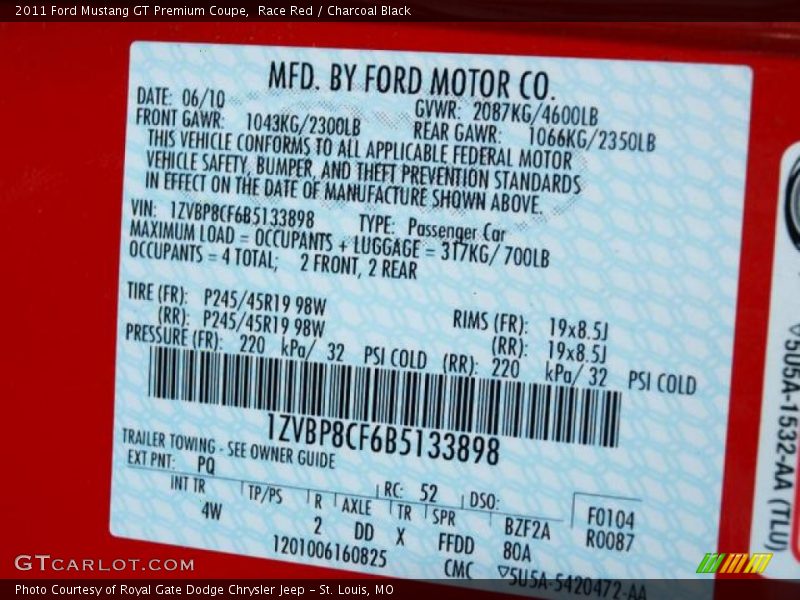 2011 Ford Mustang GT Premium Coupe, Race Red / Charcoal Black
MFD. BY FORD MOTOR CO.
DATE: 06/10 GVWR: 2087KG/4600LB
FRONT GAWR: 1043KG/2300LB REAR GAWR: 1066KG/2350LB
THIS VEHICLE CONFORMS TO ALL APPLICABLE FEDERAL MOTOR
VEHICLE SAFETY, BUMPER, AND THEFT PREVENTION STANDARDS
IN EFFECT ON THE DATE OF MANUFACTURE SHOWN ABOVE.
VIN: 1ZVBP8CF6B5133898 TYPE: Passenger Car
MAXIMUM LOAD = OCCUPANTS + LUGGAGE = 317KG/ 700LB
OCCUPANTS = 4 TOTAL; 2 FRONT, 2 REAR
TIRE (FR): P245/45R19 98W RIMS (FR): 19x8.5J
(RR): P245/45R19 98W (RR): 19x8.5J
PRESSURE (FR): 220 kPa/ 32 PSI COLD (RR): 220 kPa/ 32 PSI COLD
1ZVBP8CF6B5133898
TRAILER TOWING - SEE OWNER GUIDE
EXT PNT: PQ RC: 52 DSO: F0104
INT TR TP/PS R AXLE TR SPR BZF2A R0087
4W 2 DD X FFDD 80A
1201006160825 CMC ▽5U5A-5420472-AA
▽5U5A-1532-AA (TLU)
GTCARLOT.COM
Photo Courtesy of Royal Gate Dodge Chrysler Jeep - St. Louis, MO